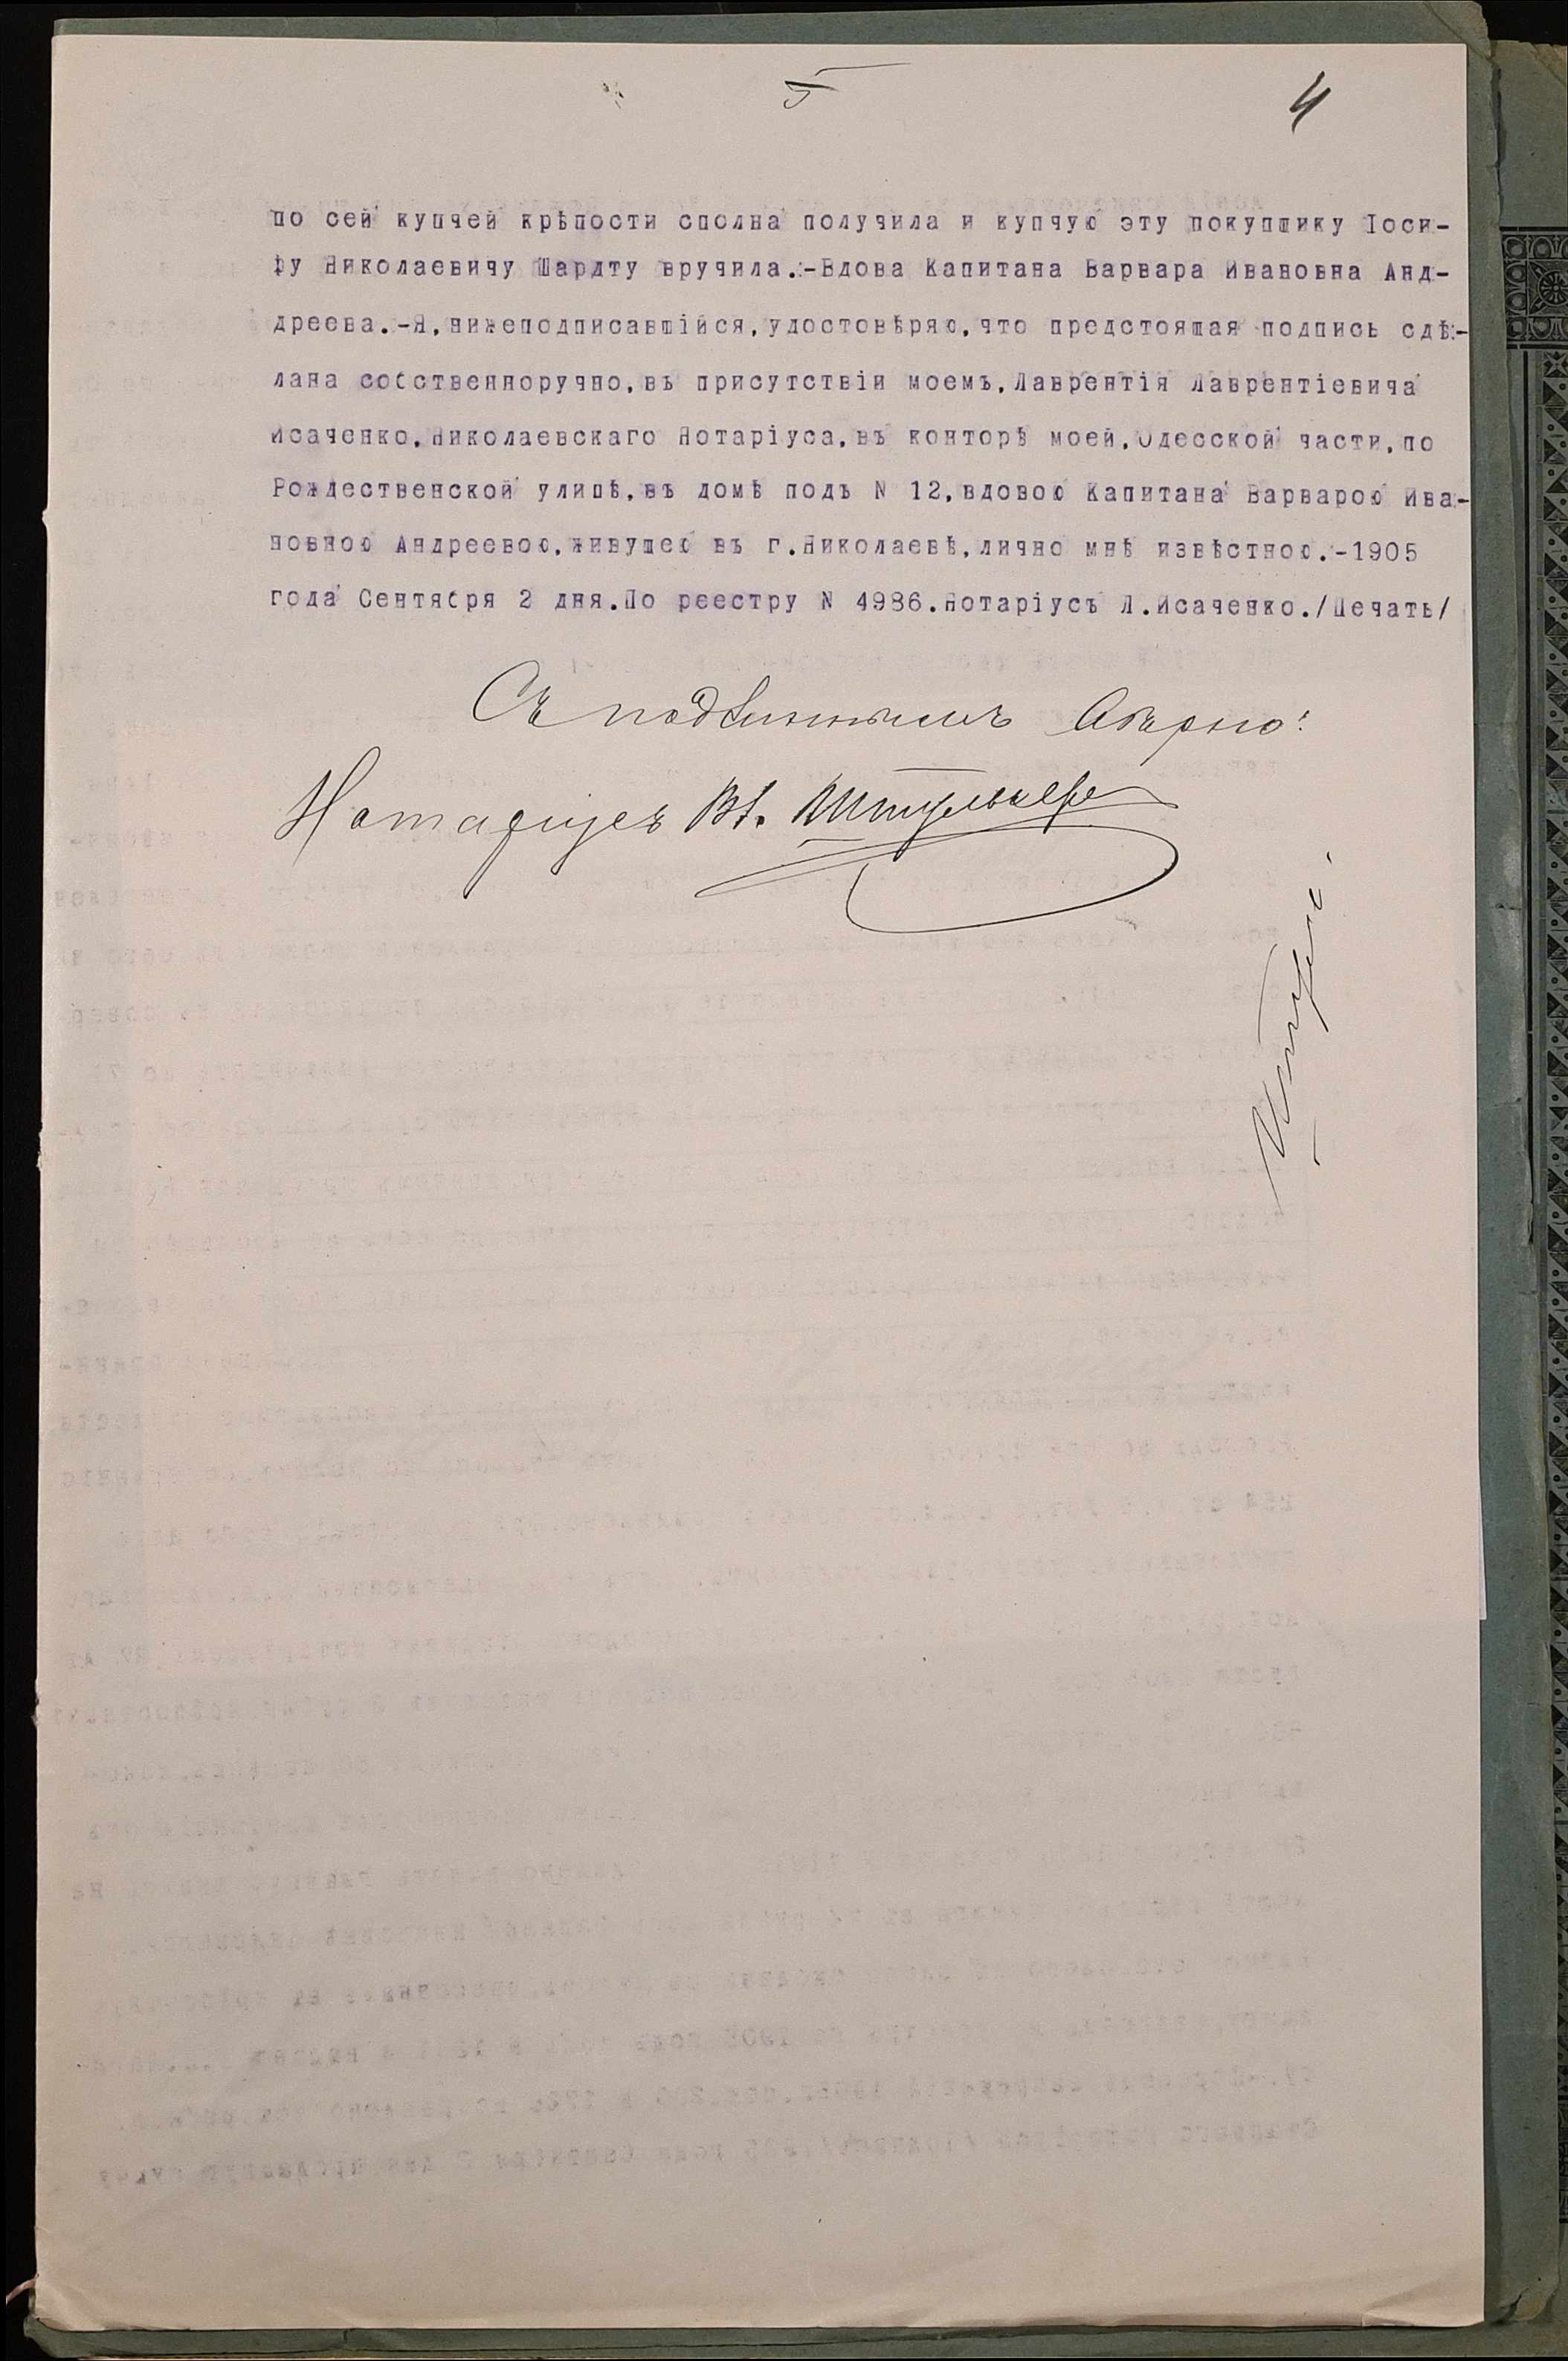 5
4
по сей купчей крѣпости сполна получила и купчую эту покупщику Іоси-
фу Николаевичу Шардту вручила.-Вдова Капитана Варвара Ивановна Анд-
дреева.-Я,нижеподписавшійся,удостовѣряю,что предстоящая подпись сдѣ-
лана собственноручно,въ присутствіи моемъ,Лаврентія Лаврентіевича
Исаченко,Николаевскаго Нотаріуса,въ конторѣ моей,Одесской части,по
Рождественской улицѣ,въ домѣ подъ N 12,вдовою Капитана Варварою Ива-
новною Андреевою,живущею въ г.Николаевѣ,лично мнѣ извѣстною.-1905
года Сентября 2 дня.По реестру N 4986.Нотаріусъ Л.Исаченко./Печать/
Съ подлиннымъ вѣрно:
Нотаріусъ